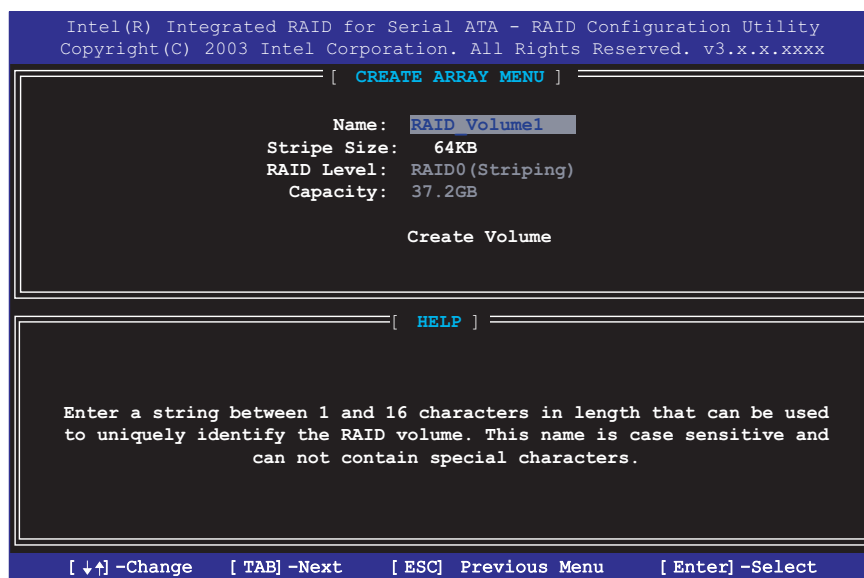 Intel(R) Integrated RAID for Serial ATA - RAID Configuration Utility
Copyright(C) 2003 Intel Corporation. All Rights Reserved. v3.x.x.xxxx
[ CREATE ARRAY MENU ]
Name: RAID_Volume1
Stripe Size: 64KB
RAID Level: RAID0(Striping)
Capacity: 37.2GB
Create Volume
[ HELP ]
Enter a string between 1 and 16 characters in length that can be used
to uniquely identify the RAID volume. This name is case sensitive and
can not contain special characters.
[↓↑]-Change [TAB]-Next [ESC] Previous Menu [Enter]-Select